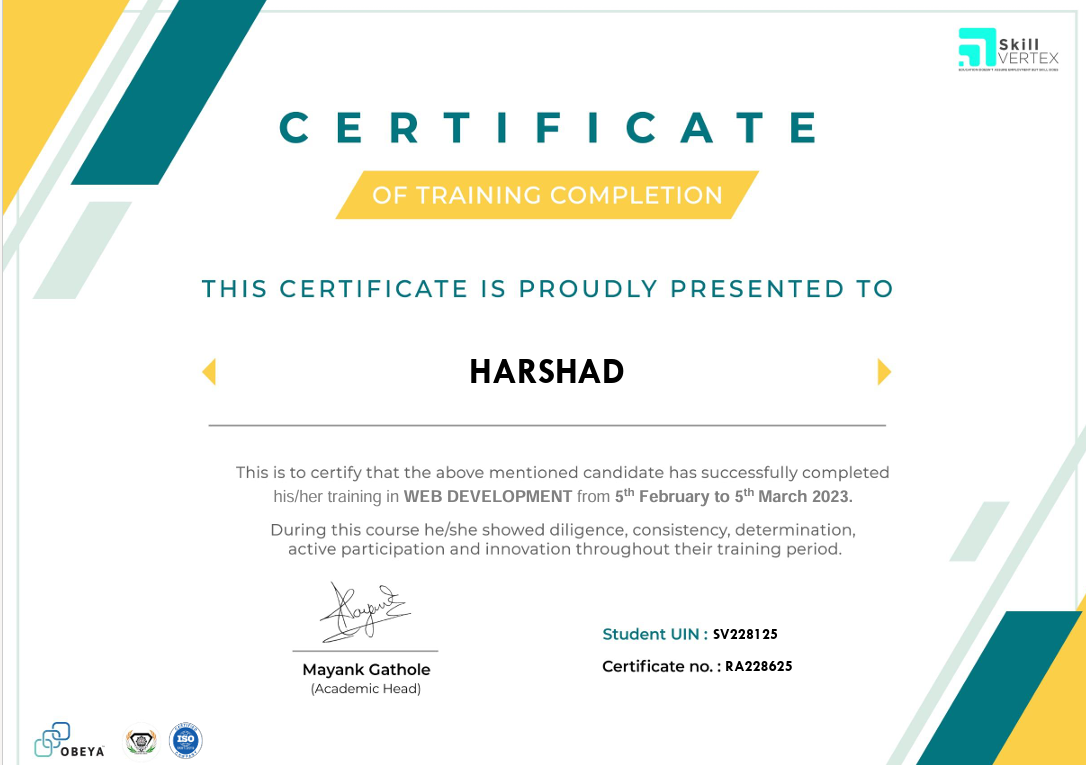 Skill
VERTEX
CERTIFICATE
OF TRAINING COMPLETION
THIS CERTIFICATE IS PROUDLY PRESENTED TO
HARSHAD
This is to certify that the above mentioned candidate has successfully completed
his/her training in WEB DEVELOPMENT from 5th February to 5th March 2023.
During this course he/she showed diligence, consistency, determination,
active participation and innovation throughout their training period.
Mayank Gathole
(Academic Head)
Student UIN : SV228125
Certificate no. : RA228625
OBEYA
ISO